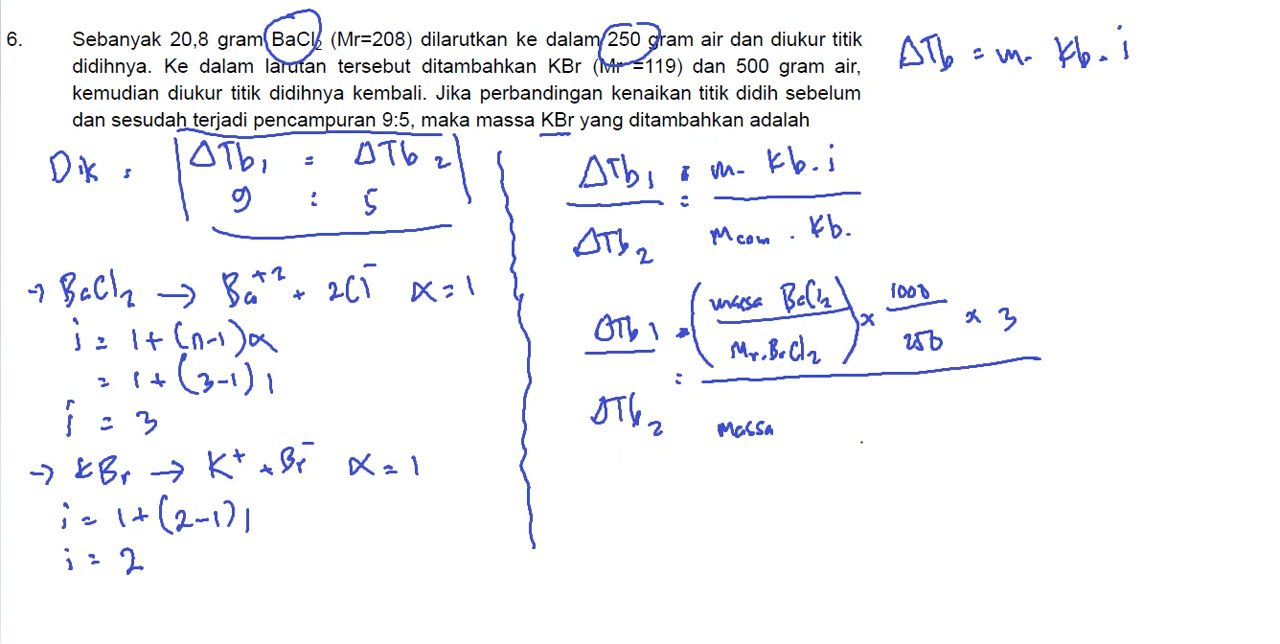 6. Sebanyak 20,8 gram BaCl₂ (Mr=208) dilarutkan ke dalam 250 gram air dan diukur titik
didihnya. Ke dalam larutan tersebut ditambahkan KBr (Mr =119) dan 500 gram air,
kemudian diukur titik didihnya kembali. Jika perbandingan kenaikan titik didih sebelum
dan sesudah terjadi pencampuran 9:5, maka massa KBr yang ditambahkan adalah
ΔTb = m. Kb. i
Dik : ΔTb₁ : ΔTb₂
9 : 5
→ BaCl₂ → Ba⁺² + 2Cl⁻ α = 1
i = 1 + (n-1)α
= 1 + (3-1) 1
i = 3
→ KBr → K⁺ + Br⁻ α = 1
i = 1 + (2-1) 1
i = 2
ΔTb₁ = m. Kb. i
ΔTb₂ Mcam . Kb.
ΔTb₁ = (massa BaCl₂ / Mr. BaCl₂) x 1000 / 250 x 3
ΔTb₂ massa